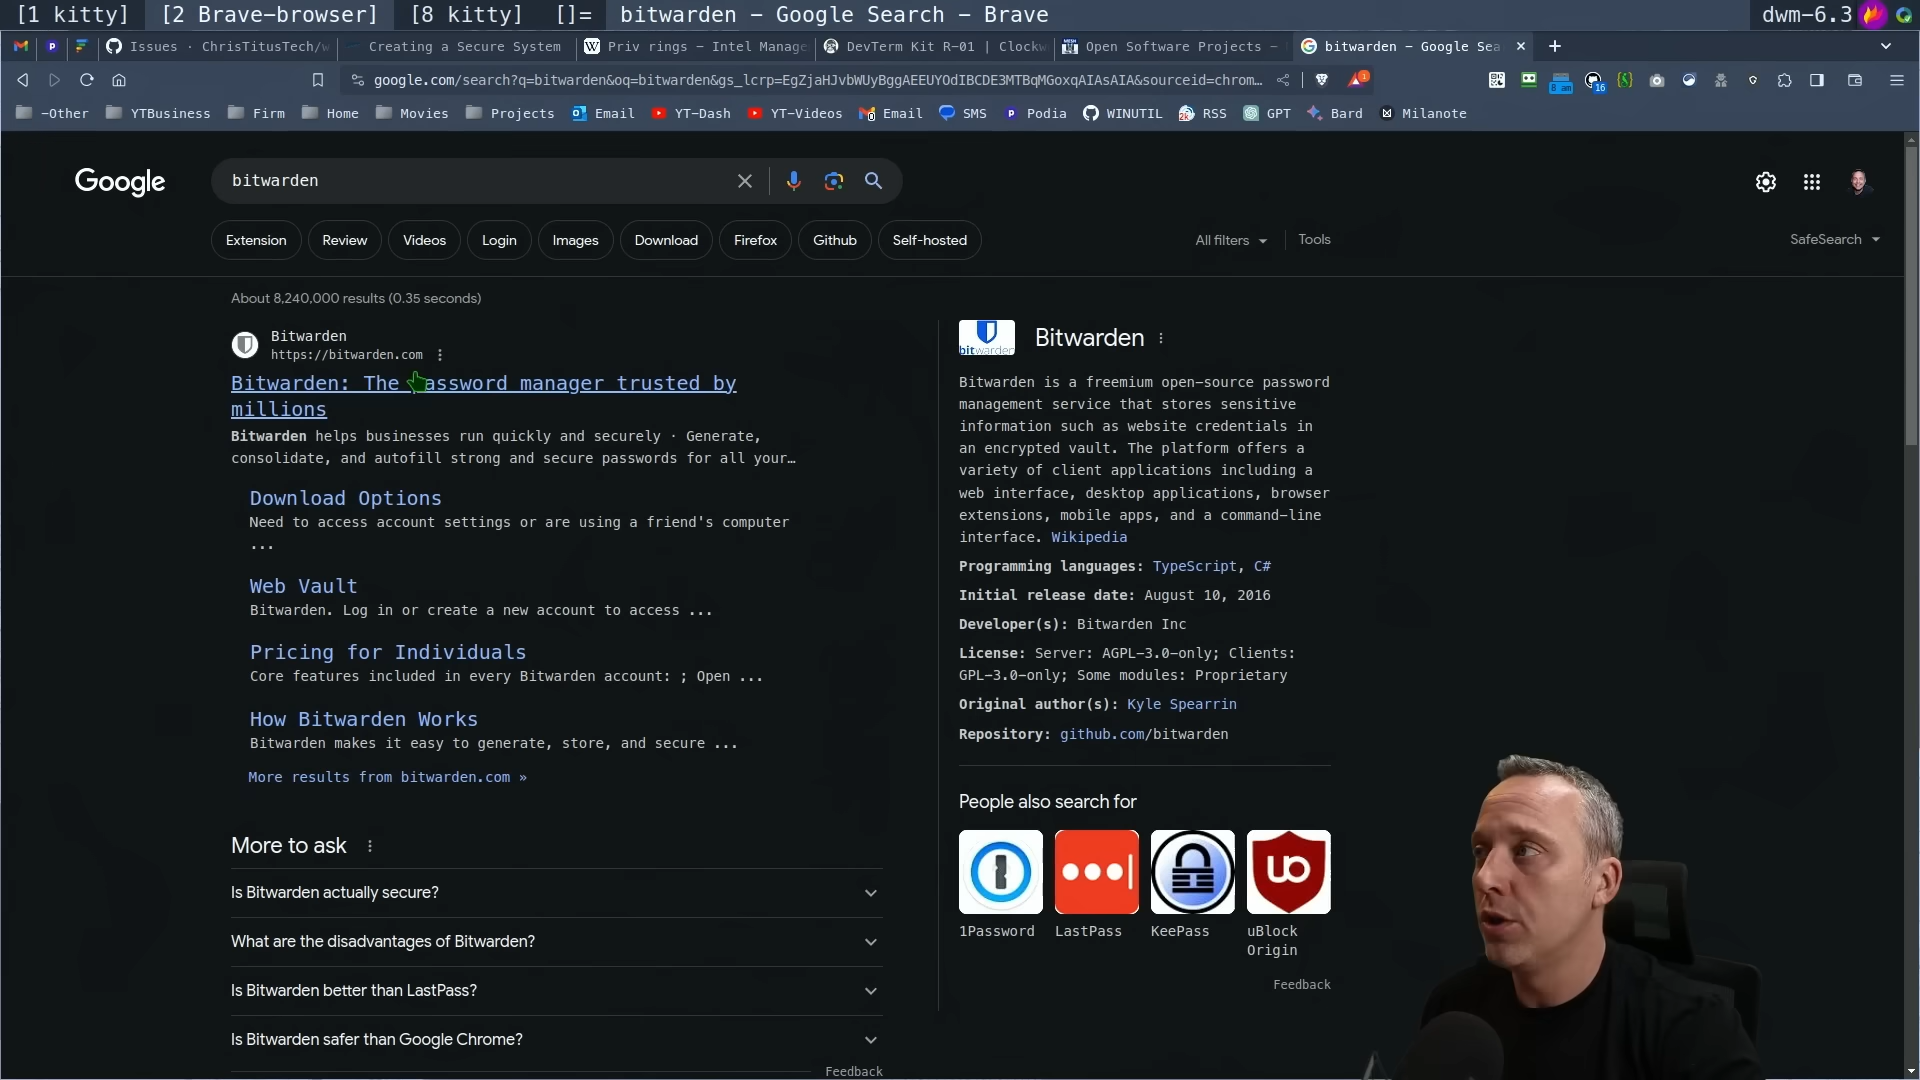 [1 kitty] [2 Brave-browser] [8 kitty] []= bitwarden - Google Search - Brave dwm-6.3
Issues · ChrisTitusTech/w Creating a Secure System Priv rings - Intel Manage DevTerm Kit R-01 | Clockw Open Software Projects - bitwarden - Google Sea
google.com/search?q=bitwarden&oq=bitwarden&gs_lcrp=EgZjaHJvbWUyBggAEEUYOdIBCDE3MTBqMGoxqAIAsAIA&sourceid=chrom… 1 8 am 16
-Other YTBusiness Firm Home Movies Projects Email YT-Dash YT-Videos Email SMS Podia WINUTIL RSS GPT Bard Milanote
Google bitwarden
Extension Review Videos Login Images Download Firefox Github Self-hosted All filters Tools SafeSearch
About 8,240,000 results (0.35 seconds)
Bitwarden
https://bitwarden.com
Bitwarden: The password manager trusted by
millions
Bitwarden helps businesses run quickly and securely · Generate,
consolidate, and autofill strong and secure passwords for all your…
Download Options
Need to access account settings or are using a friend's computer
...
Web Vault
Bitwarden. Log in or create a new account to access ...
Pricing for Individuals
Core features included in every Bitwarden account: ; Open ...
How Bitwarden Works
Bitwarden makes it easy to generate, store, and secure ...
More results from bitwarden.com »
More to ask
Is Bitwarden actually secure?
What are the disadvantages of Bitwarden?
Is Bitwarden better than LastPass?
Is Bitwarden safer than Google Chrome?
Feedback
bitwarden
Bitwarden
Bitwarden is a freemium open-source password
management service that stores sensitive
information such as website credentials in
an encrypted vault. The platform offers a
variety of client applications including a
web interface, desktop applications, browser
extensions, mobile apps, and a command-line
interface. Wikipedia
Programming languages: TypeScript, C#
Initial release date: August 10, 2016
Developer(s): Bitwarden Inc
License: Server: AGPL-3.0-only; Clients:
GPL-3.0-only; Some modules: Proprietary
Original author(s): Kyle Spearrin
Repository: github.com/bitwarden
People also search for
1Password LastPass KeePass uBlock
Origin
Feedback